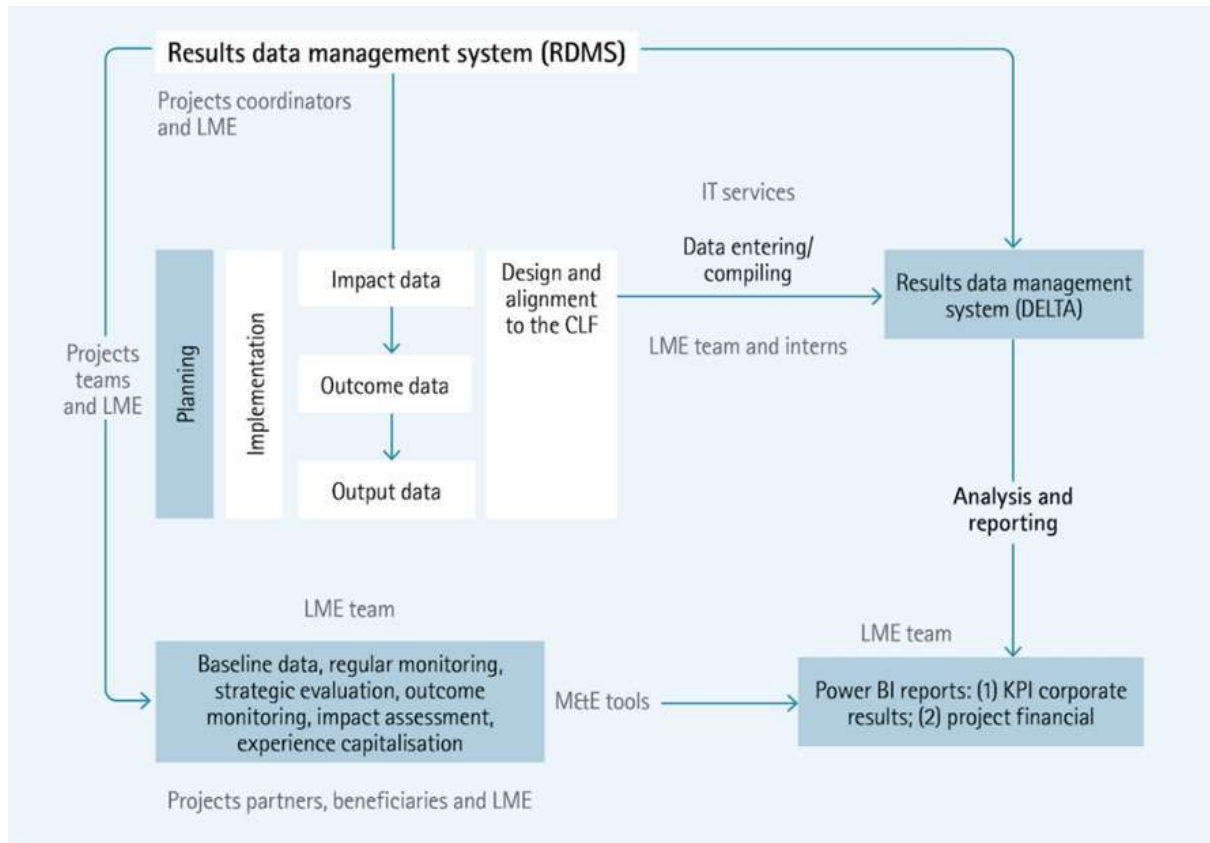 Results data management system (RDMS)
Projects coordinators
and LME
IT services
Data entering/
compiling
LME team and interns
Projects
teams
and LME
Planning
Implementation
Impact data
Outcome data
Output data
Design and
alignment
to the CLF
Results data management
system (DELTA)
Analysis and
reporting
LME team
Baseline data, regular monitoring,
strategic evaluation, outcome
monitoring, impact assessment,
experience capitalisation
Projects partners, beneficiaries and LME
M&E tools
LME team
Power BI reports: (1) KPI corporate
results; (2) project financial